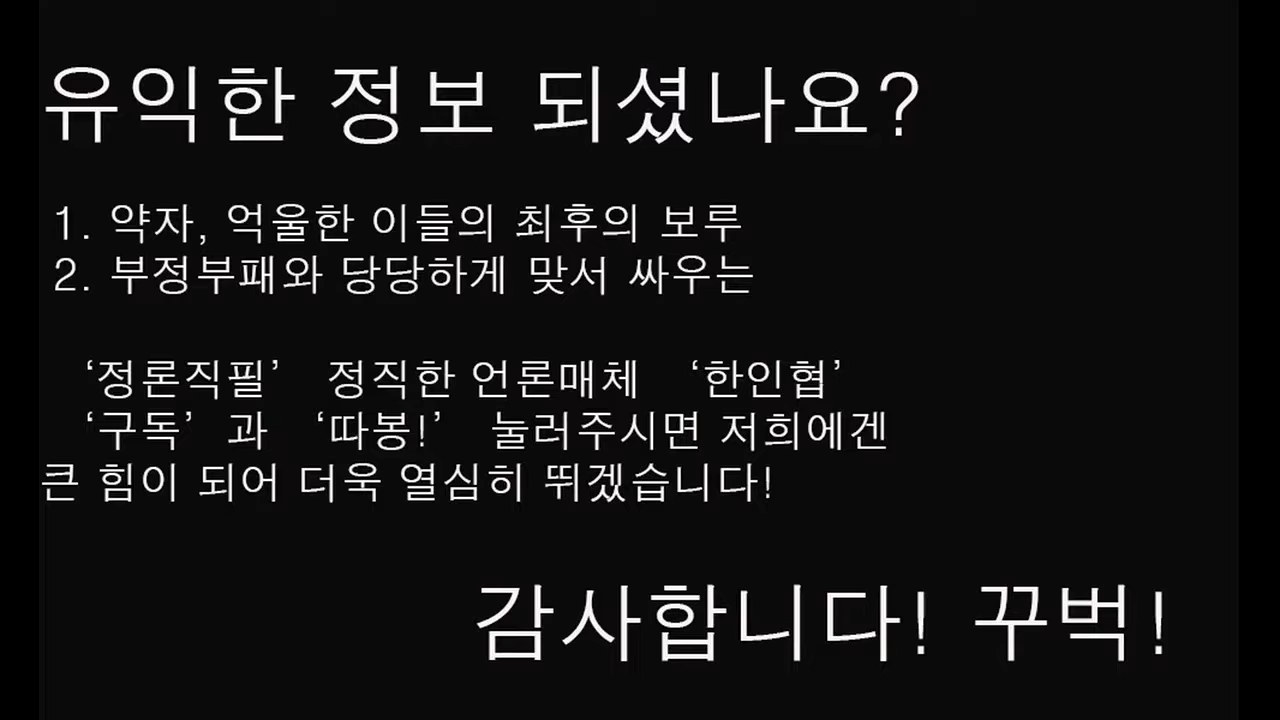 유익한 정보 되셨나요?
1. 약자, 억울한 이들의 최후의 보루
2. 부정부패와 당당하게 맞서 싸우는
‘정론직필’ 정직한 언론매체 ‘한인협’
‘구독’ 과 ‘따봉!’ 눌러주시면 저희에겐
큰 힘이 되어 더욱 열심히 뛰겠습니다!
감사합니다! 꾸벅!